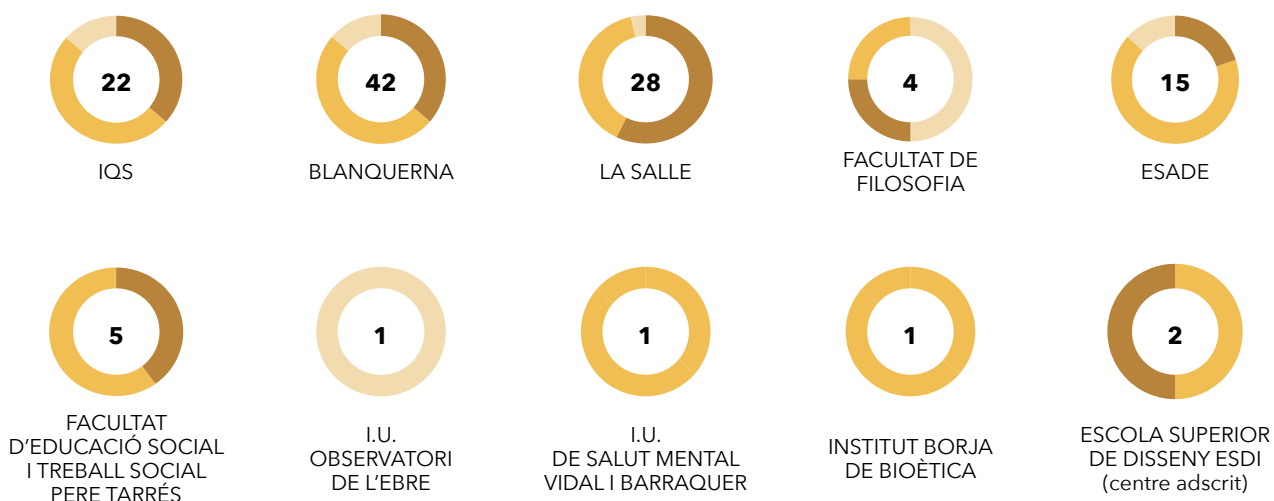 22
IQS
42
BLANQUERNA
28
LA SALLE
4
FACULTAT DE
FILOSOFIA
15
ESADE
5
FACULTAT
D'EDUCACIÓ SOCIAL
I TREBALL SOCIAL
PERE TARRÉS
1
I.U.
OBSERVATORI
DE L'EBRE
1
I.U.
DE SALUT MENTAL
VIDAL I BARRAQUER
1
INSTITUT BORJA
DE BIOÈTICA
2
ESCOLA SUPERIOR
DE DISSENY ESDI
(centre adscrit)